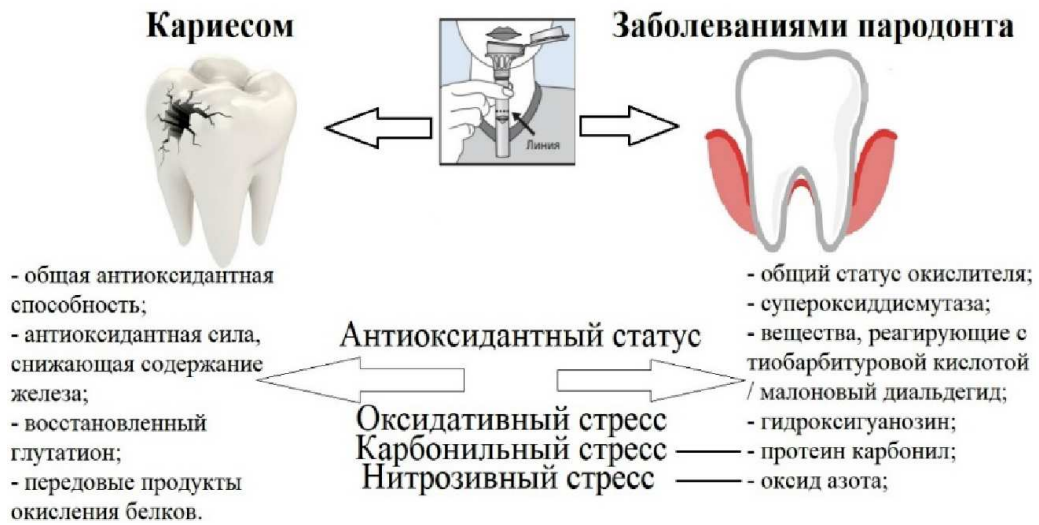 Кариесом
Заболеваниями пародонта
Линия
- общая антиоксидантная
способность;
- антиоксидантная сила,
снижающая содержание
железа;
- восстановленный
глутатион;
- передовые продукты
окисления белков.
Антиоксидантный статус
Оксидативный стресс
Карбонильный стресс
Нитрозивный стресс
- общий статус окислителя;
- супероксиддисмутаза;
- вещества, реагирующие с
тиобарбитуровой кислотой
/ малоновый диальдегид;
- гидроксигуанозин;
- протеин карбонил;
- оксид азота;